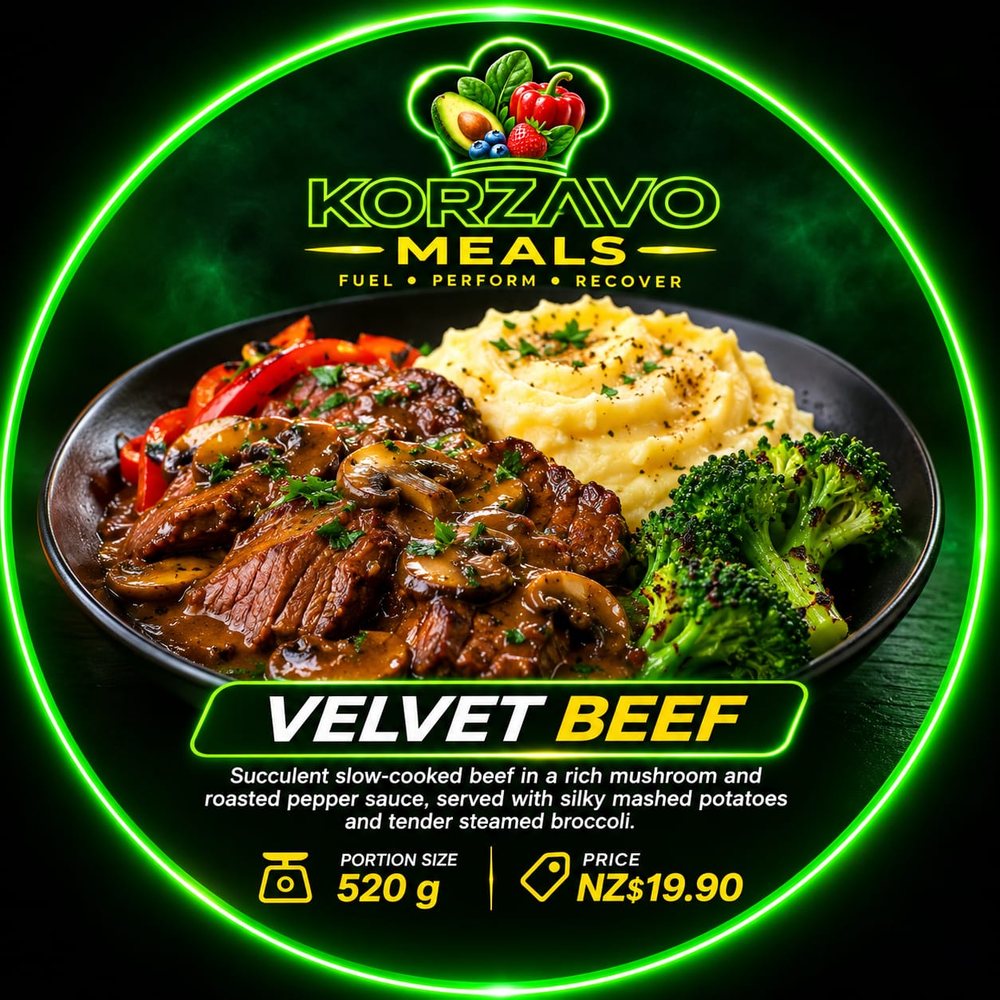 KORZAVO
MEALS
FUEL • PERFORM • RECOVER
VELVET BEEF
Succulent slow-cooked beef in a rich mushroom and
roasted pepper sauce, served with silky mashed potatoes
and tender steamed broccoli.
PORTION SIZE
520 g
PRICE
NZ$19.90